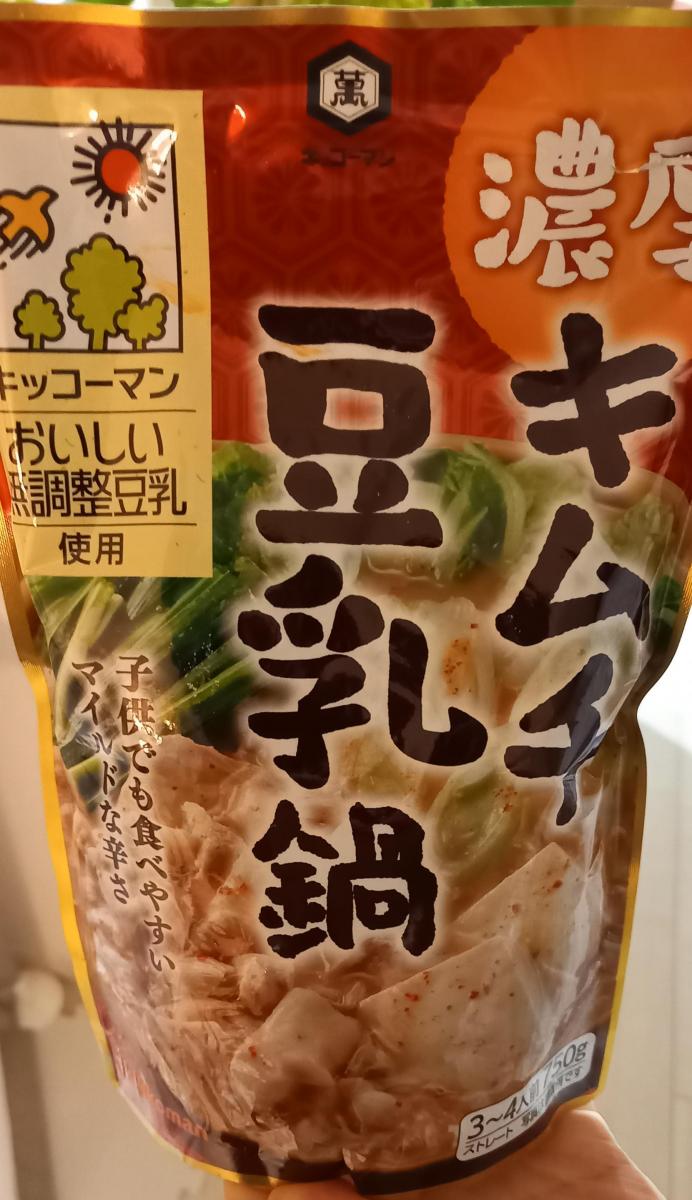 萬
キッコーマン
濃厚
キムチ
豆乳鍋
キッコーマン
おいしい
無調整豆乳
使用
子供でも食べやすい
マイルドな辛さ
kikkoman
3~4人前 750g
ストレート